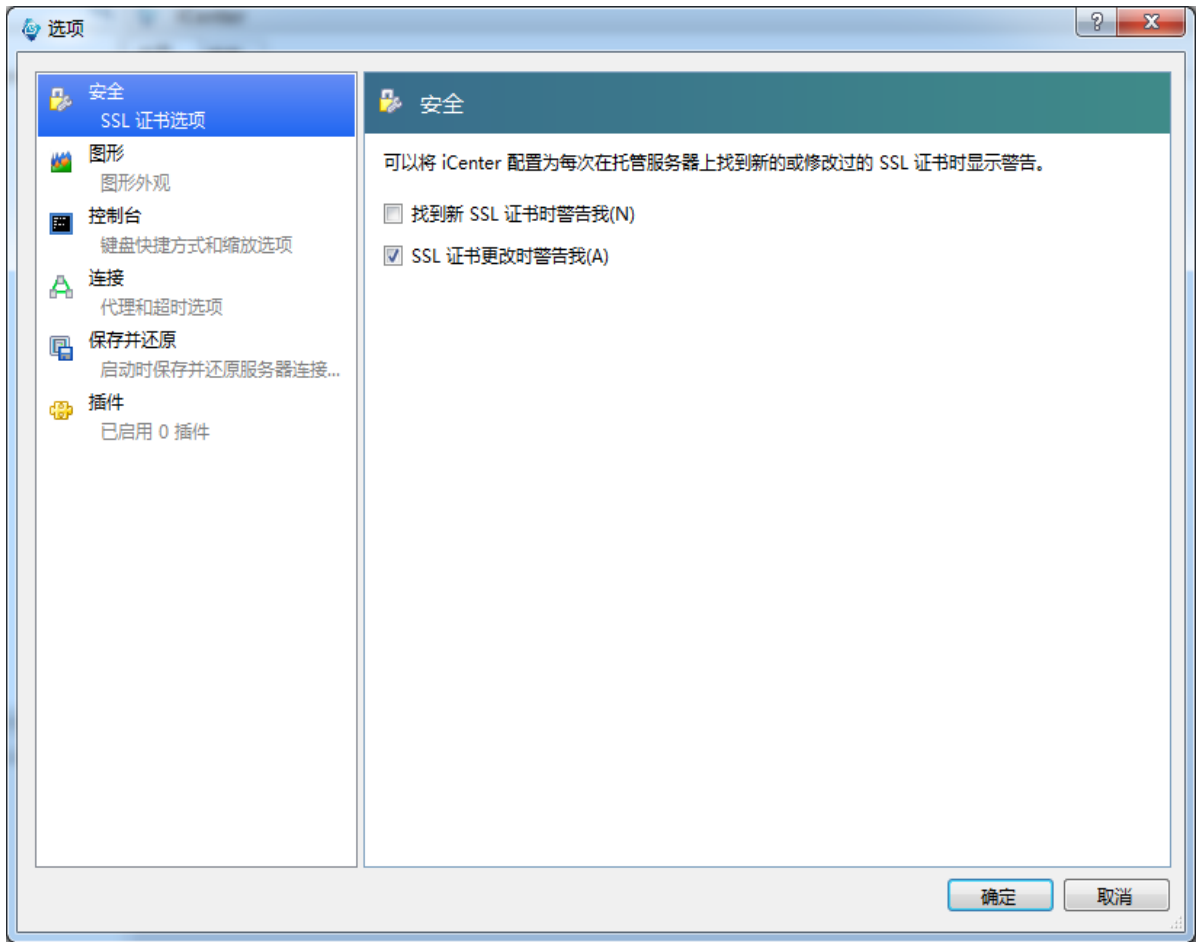 选项
安全
SSL 证书选项
图形
图形外观
控制台
键盘快捷方式和缩放选项
连接
代理和超时选项
保存并还原
启动时保存并还原服务器连接...
插件
已启用 0 插件
安全
可以将 iCenter 配置为每次在托管服务器上找到新的或修改过的 SSL 证书时显示警告。
找到新 SSL 证书时警告我(N)
SSL 证书更改时警告我(A)
确定
取消